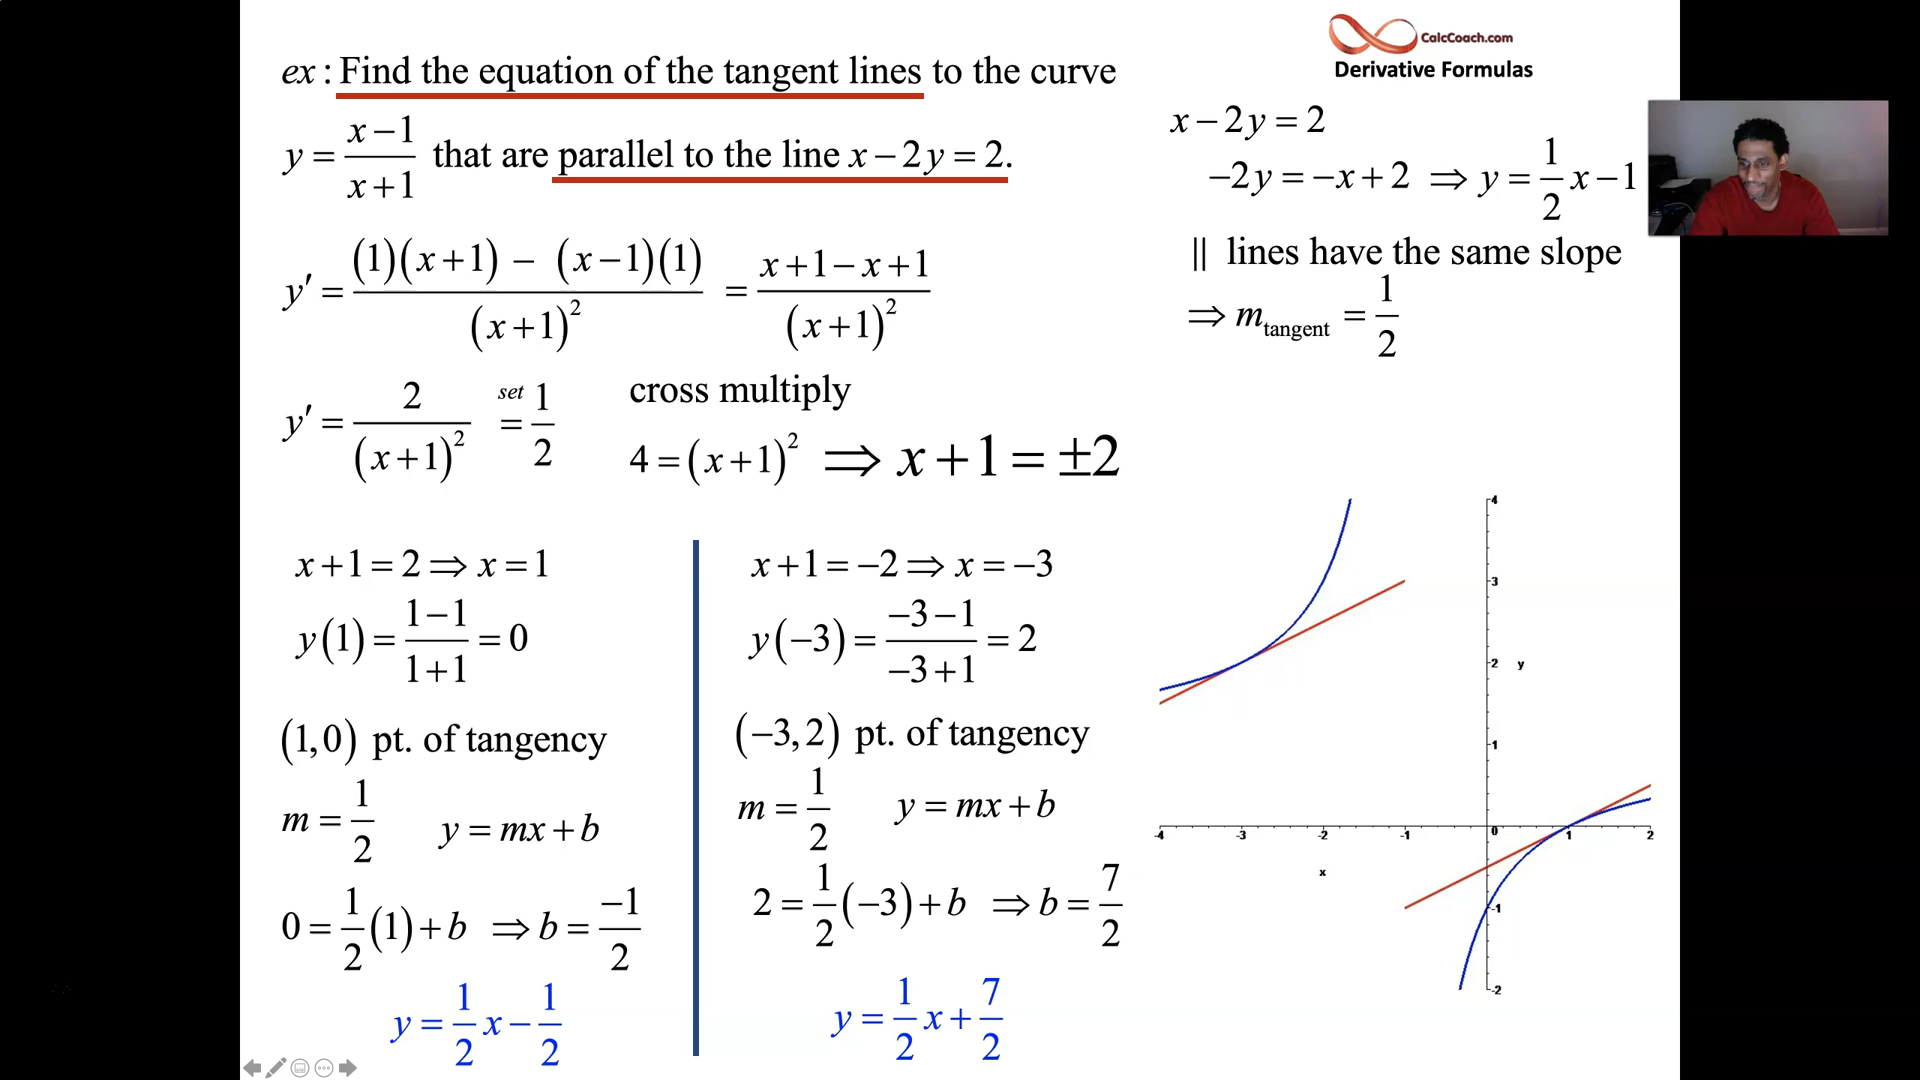 ex : Find the equation of the tangent lines to the curve
y = (x − 1)/(x + 1) that are parallel to the line x − 2y = 2.
y′ = ((1)(x + 1) − (x − 1)(1))/(x + 1)² = (x + 1 − x + 1)/(x + 1)²
y′ = 2/(x + 1)² set = 1/2
cross multiply
4 = (x + 1)² ⇒ x + 1 = ±2
x + 1 = 2 ⇒ x = 1
y(1) = (1 − 1)/(1 + 1) = 0
(1, 0) pt. of tangency
m = 1/2 y = mx + b
0 = 1/2 (1) + b ⇒ b = −1/2
y = 1/2 x − 1/2
x + 1 = −2 ⇒ x = −3
y(−3) = (−3 − 1)/(−3 + 1) = 2
(−3, 2) pt. of tangency
m = 1/2 y = mx + b
2 = 1/2 (−3) + b ⇒ b = 7/2
y = 1/2 x + 7/2
CalcCoach.com
Derivative Formulas
x − 2y = 2
−2y = −x + 2 ⇒ y = 1/2 x − 1
|| lines have the same slope
⇒ m tangent = 1/2
4
3
2 y
1
-4 -3 -2 -1 0 1 2
x
-1
-2